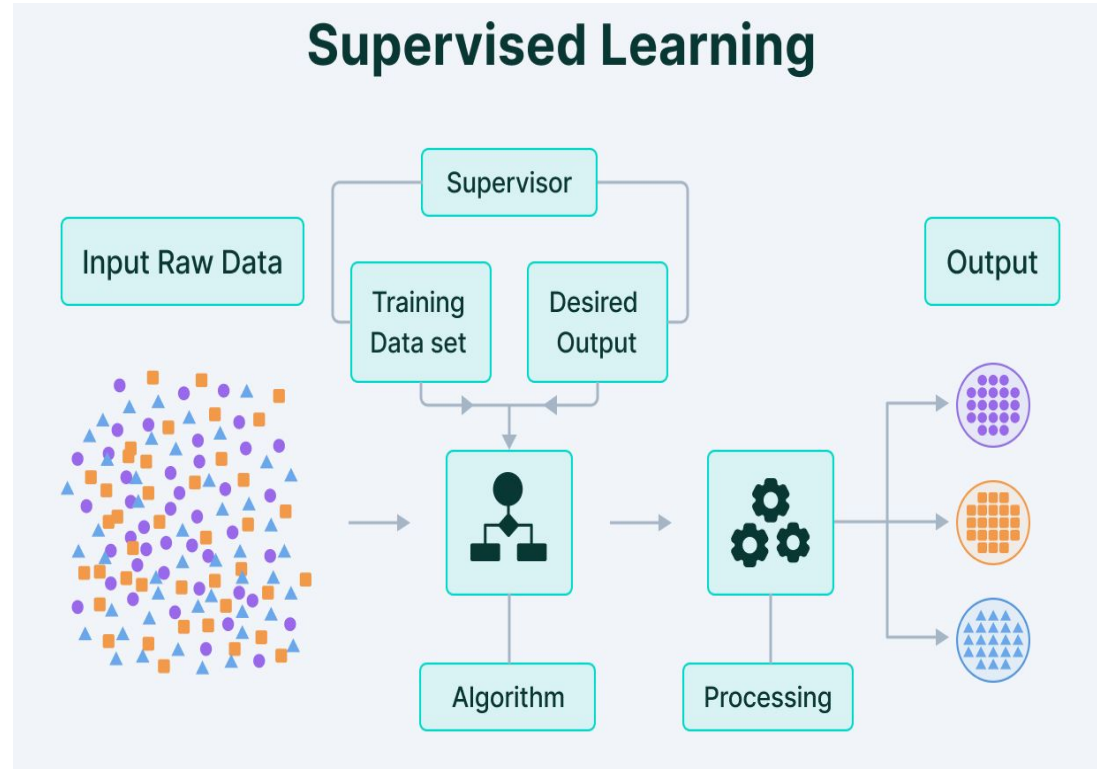 Supervised Learning
Supervisor
Input Raw Data
Training
Data set
Desired
Output
Output
Algorithm
Processing